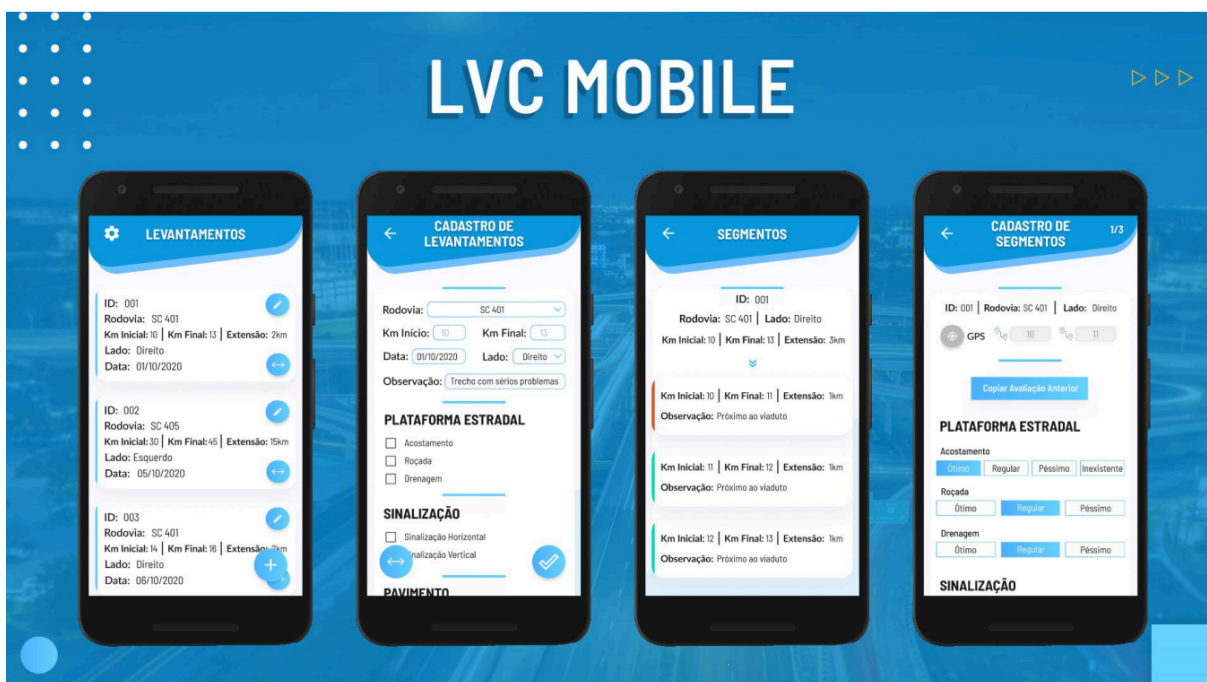 LVC MOBILE
LEVANTAMENTOS
ID: 001
Rodovia: SC 401
Km Inicial: 10 | Km Final: 13 | Extensão: 2km
Lado: Direito
Data: 01/10/2020
ID: 002
Rodovia: SC 405
Km Inicial: 30 | Km Final: 45 | Extensão: 15km
Lado: Esquerdo
Data: 05/10/2020
ID: 003
Rodovia: SC 401
Km Inicial: 14 | Km Final: 16 | Extensão: 2km
Lado: Direito
Data: 06/10/2020
CADASTRO DE
LEVANTAMENTOS
Rodovia: SC 401
Km Início: 10 Km Final: 13
Data: 01/10/2020 Lado: Direito
Observação: Trecho com sérios problemas
PLATAFORMA ESTRADAL
Acostamento
Roçada
Drenagem
SINALIZAÇÃO
Sinalização Horizontal
Sinalização Vertical
PAVIMENTO
SEGMENTOS
ID: 001
Rodovia: SC 401 | Lado: Direito
Km Inicial: 10 | Km Final: 13 | Extensão: 3km
Km Inicial: 10 | Km Final: 11 | Extensão: 1km
Observação: Próximo ao viaduto
Km Inicial: 11 | Km Final: 12 | Extensão: 1km
Observação: Próximo ao viaduto
Km Inicial: 12 | Km Final: 13 | Extensão: 1km
Observação: Próximo ao viaduto
CADASTRO DE
SEGMENTOS
1/3
ID: 001 | Rodovia: SC 401 | Lado: Direito
GPS 10 11
Copiar Avaliação Anterior
PLATAFORMA ESTRADAL
Acostamento
Ótimo Regular Péssimo Inexistente
Roçada
Ótimo Regular Péssimo
Drenagem
Ótimo Regular Péssimo
SINALIZAÇÃO